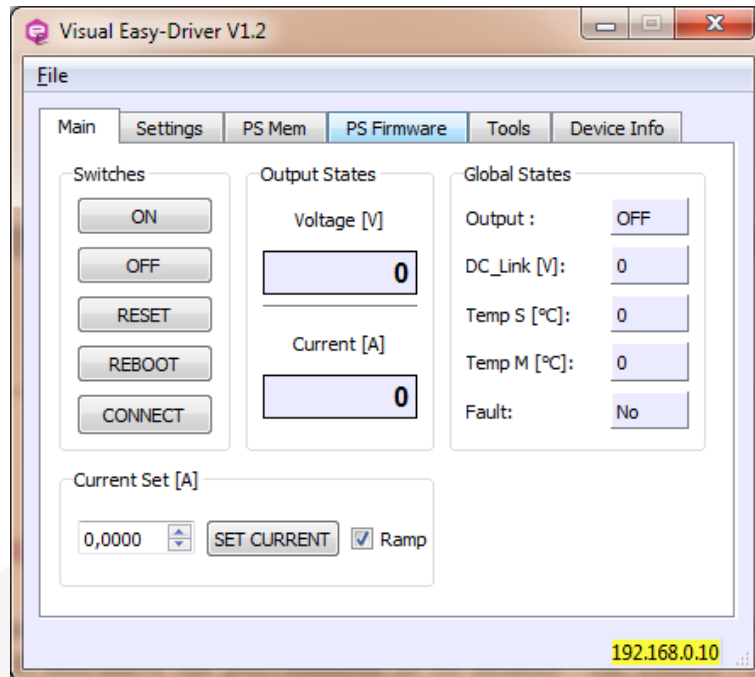 Visual Easy-Driver V1.2
File
Main Settings PS Mem PS Firmware Tools Device Info
Switches
ON
OFF
RESET
REBOOT
CONNECT
Output States
Voltage [V]
0
Current [A]
0
Global States
Output : OFF
DC_Link [V]: 0
Temp S [°C]: 0
Temp M [°C]: 0
Fault: No
Current Set [A]
0,0000 SET CURRENT Ramp
192.168.0.10